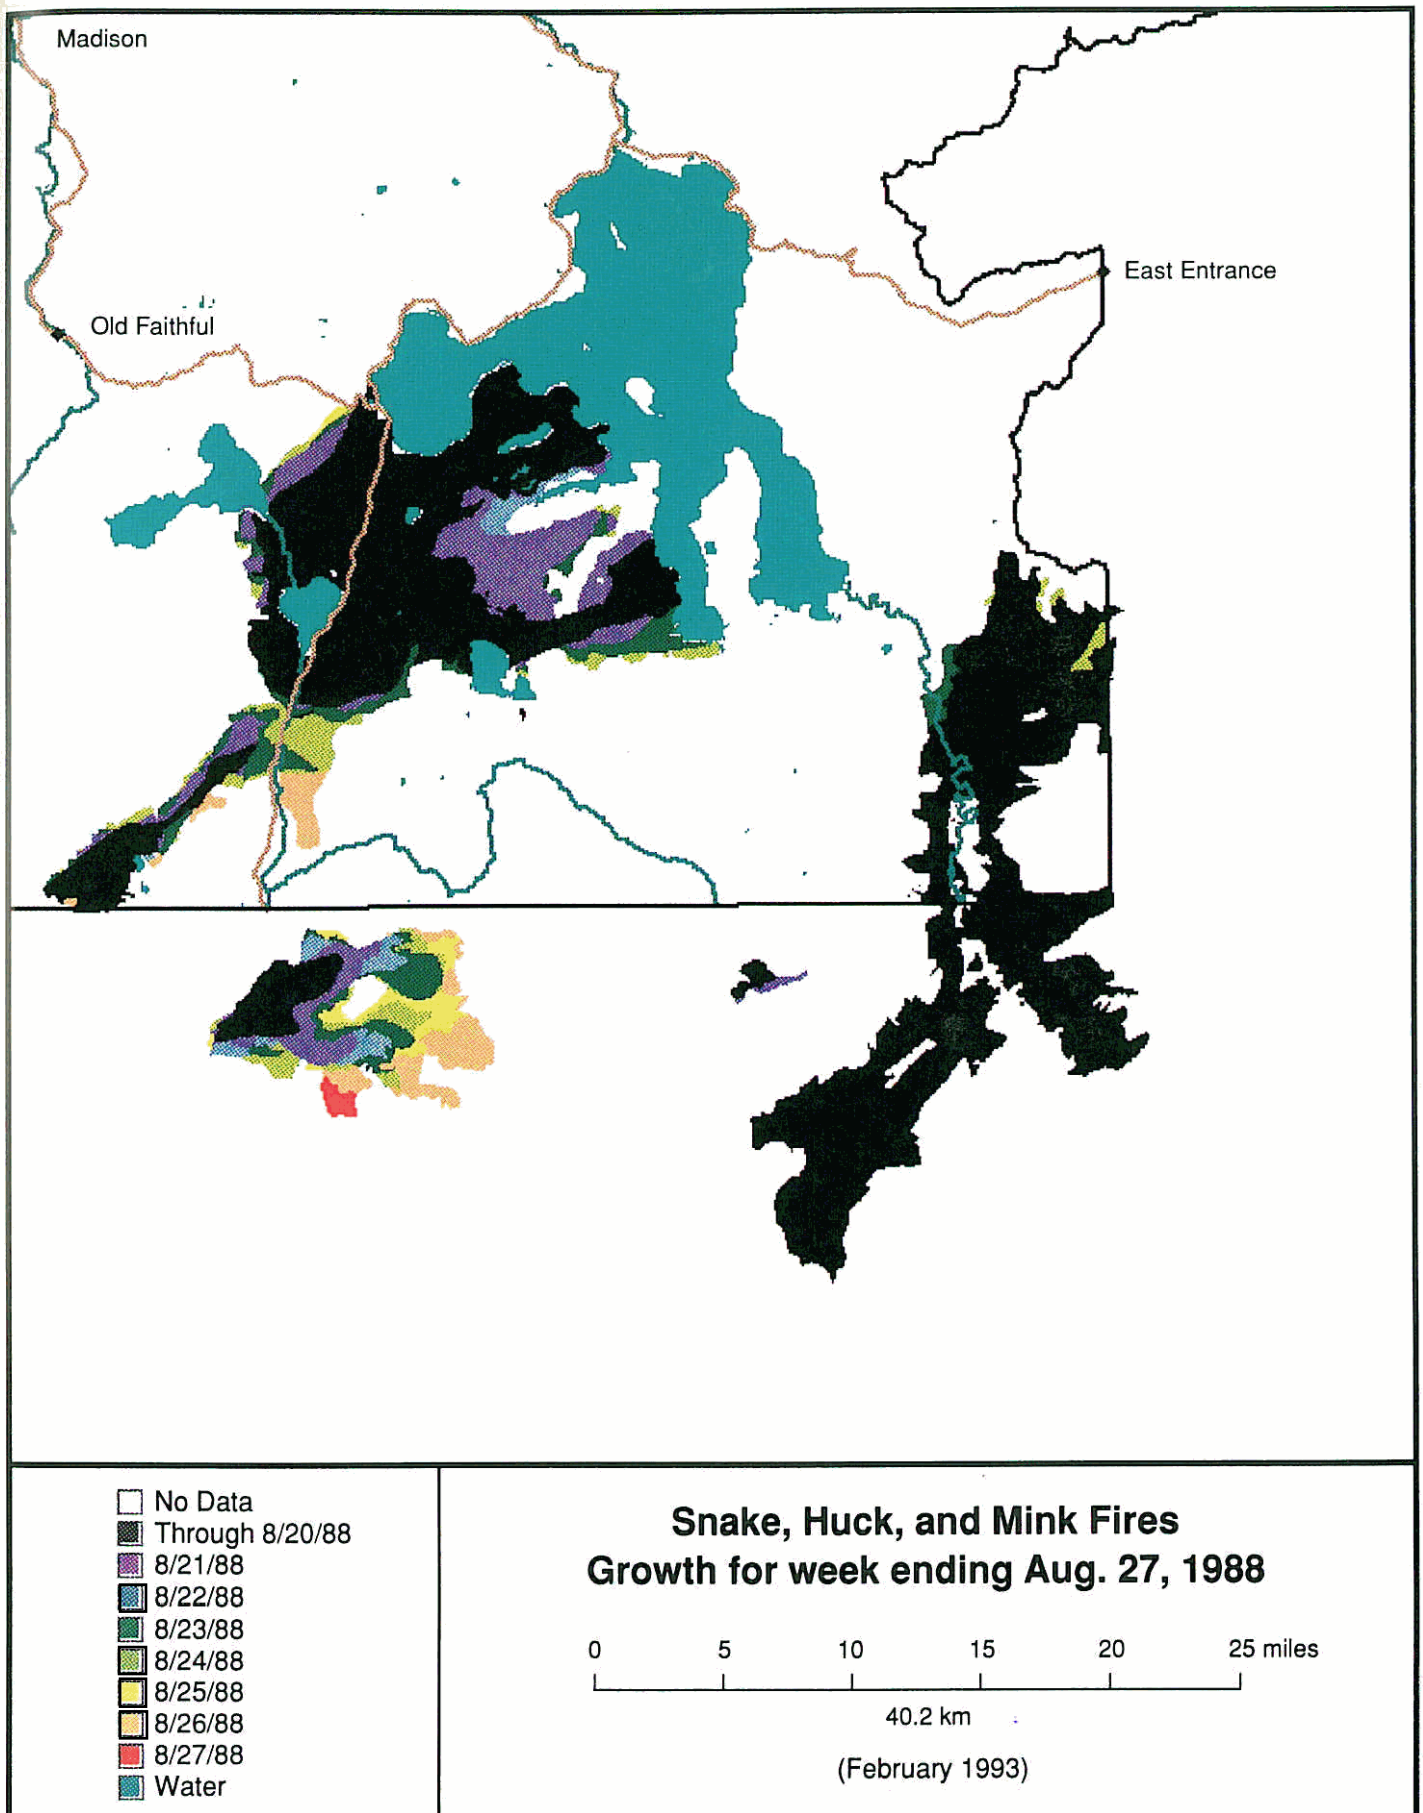 Madison
East Entrance
Old Faithful
No Data
Through 8/20/88
8/21/88
8/22/88
8/23/88
8/24/88
8/25/88
8/26/88
8/27/88
Water
Snake, Huck, and Mink Fires
Growth for week ending Aug. 27, 1988
0 5 10 15 20 25 miles
40.2 km
(February 1993)